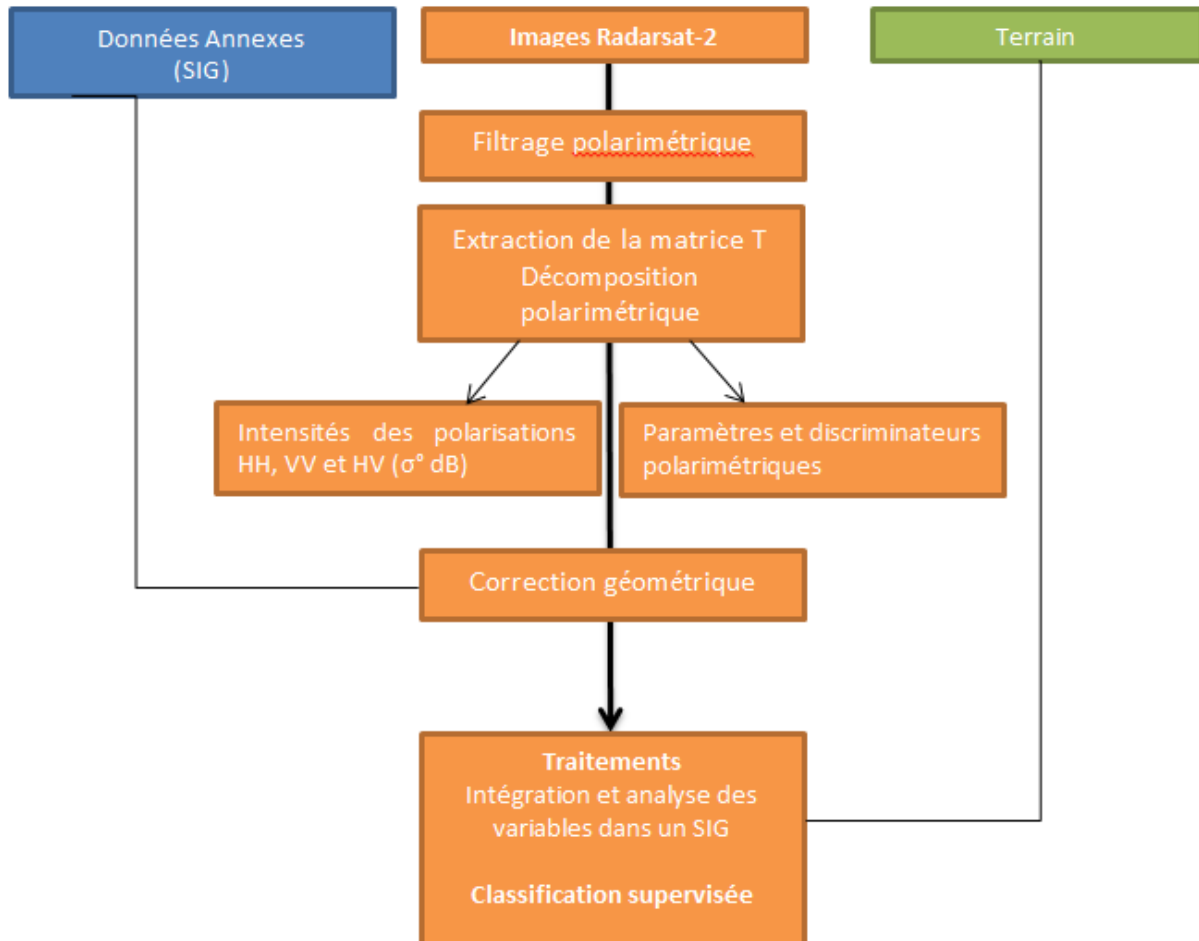 Données Annexes
(SIG)
Images Radarsat-2
Terrain
Filtrage polarimétrique
Extraction de la matrice T
Décomposition
polarimétrique
Intensités des polarisations
HH, VV et HV (σ° dB)
Paramètres et discriminateurs
polarimétriques
Correction géométrique
Traitements
Intégration et analyse des
variables dans un SIG
Classification supervisée